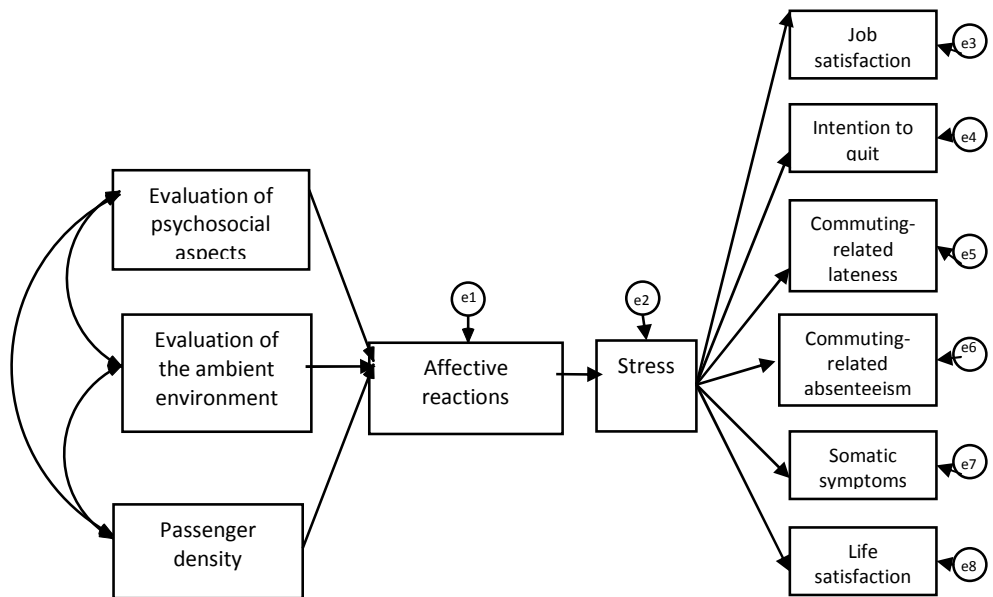 Job
satisfaction
e3
Intention to
quit
e4
Evaluation of
psychosocial
aspects
Commuting-
related
lateness
e5
e1
e2
Evaluation of
the ambient
environment
Affective
reactions
Stress
Commuting-
related
absenteeism
e6
Somatic
symptoms
e7
Passenger
density
Life
satisfaction
e8